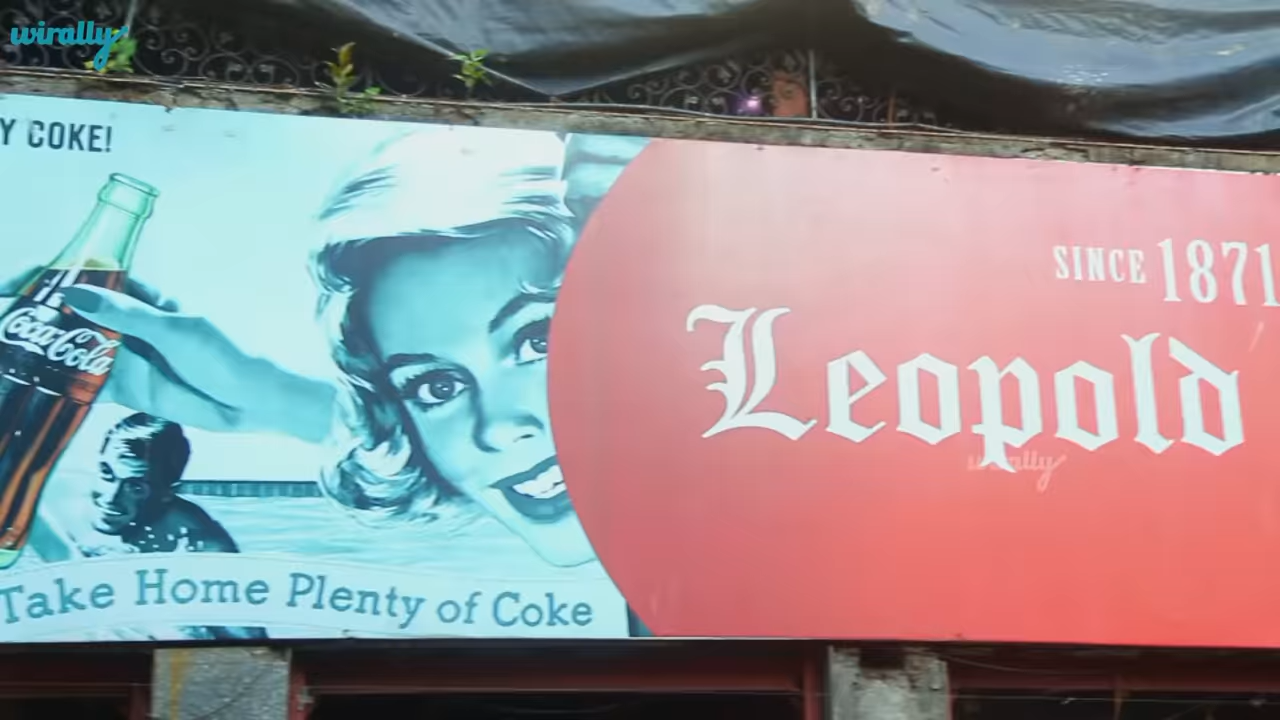 wirally
Y COKE!
Coca-Cola
Take Home Plenty of Coke
SINCE 1871
Leopold
wirally